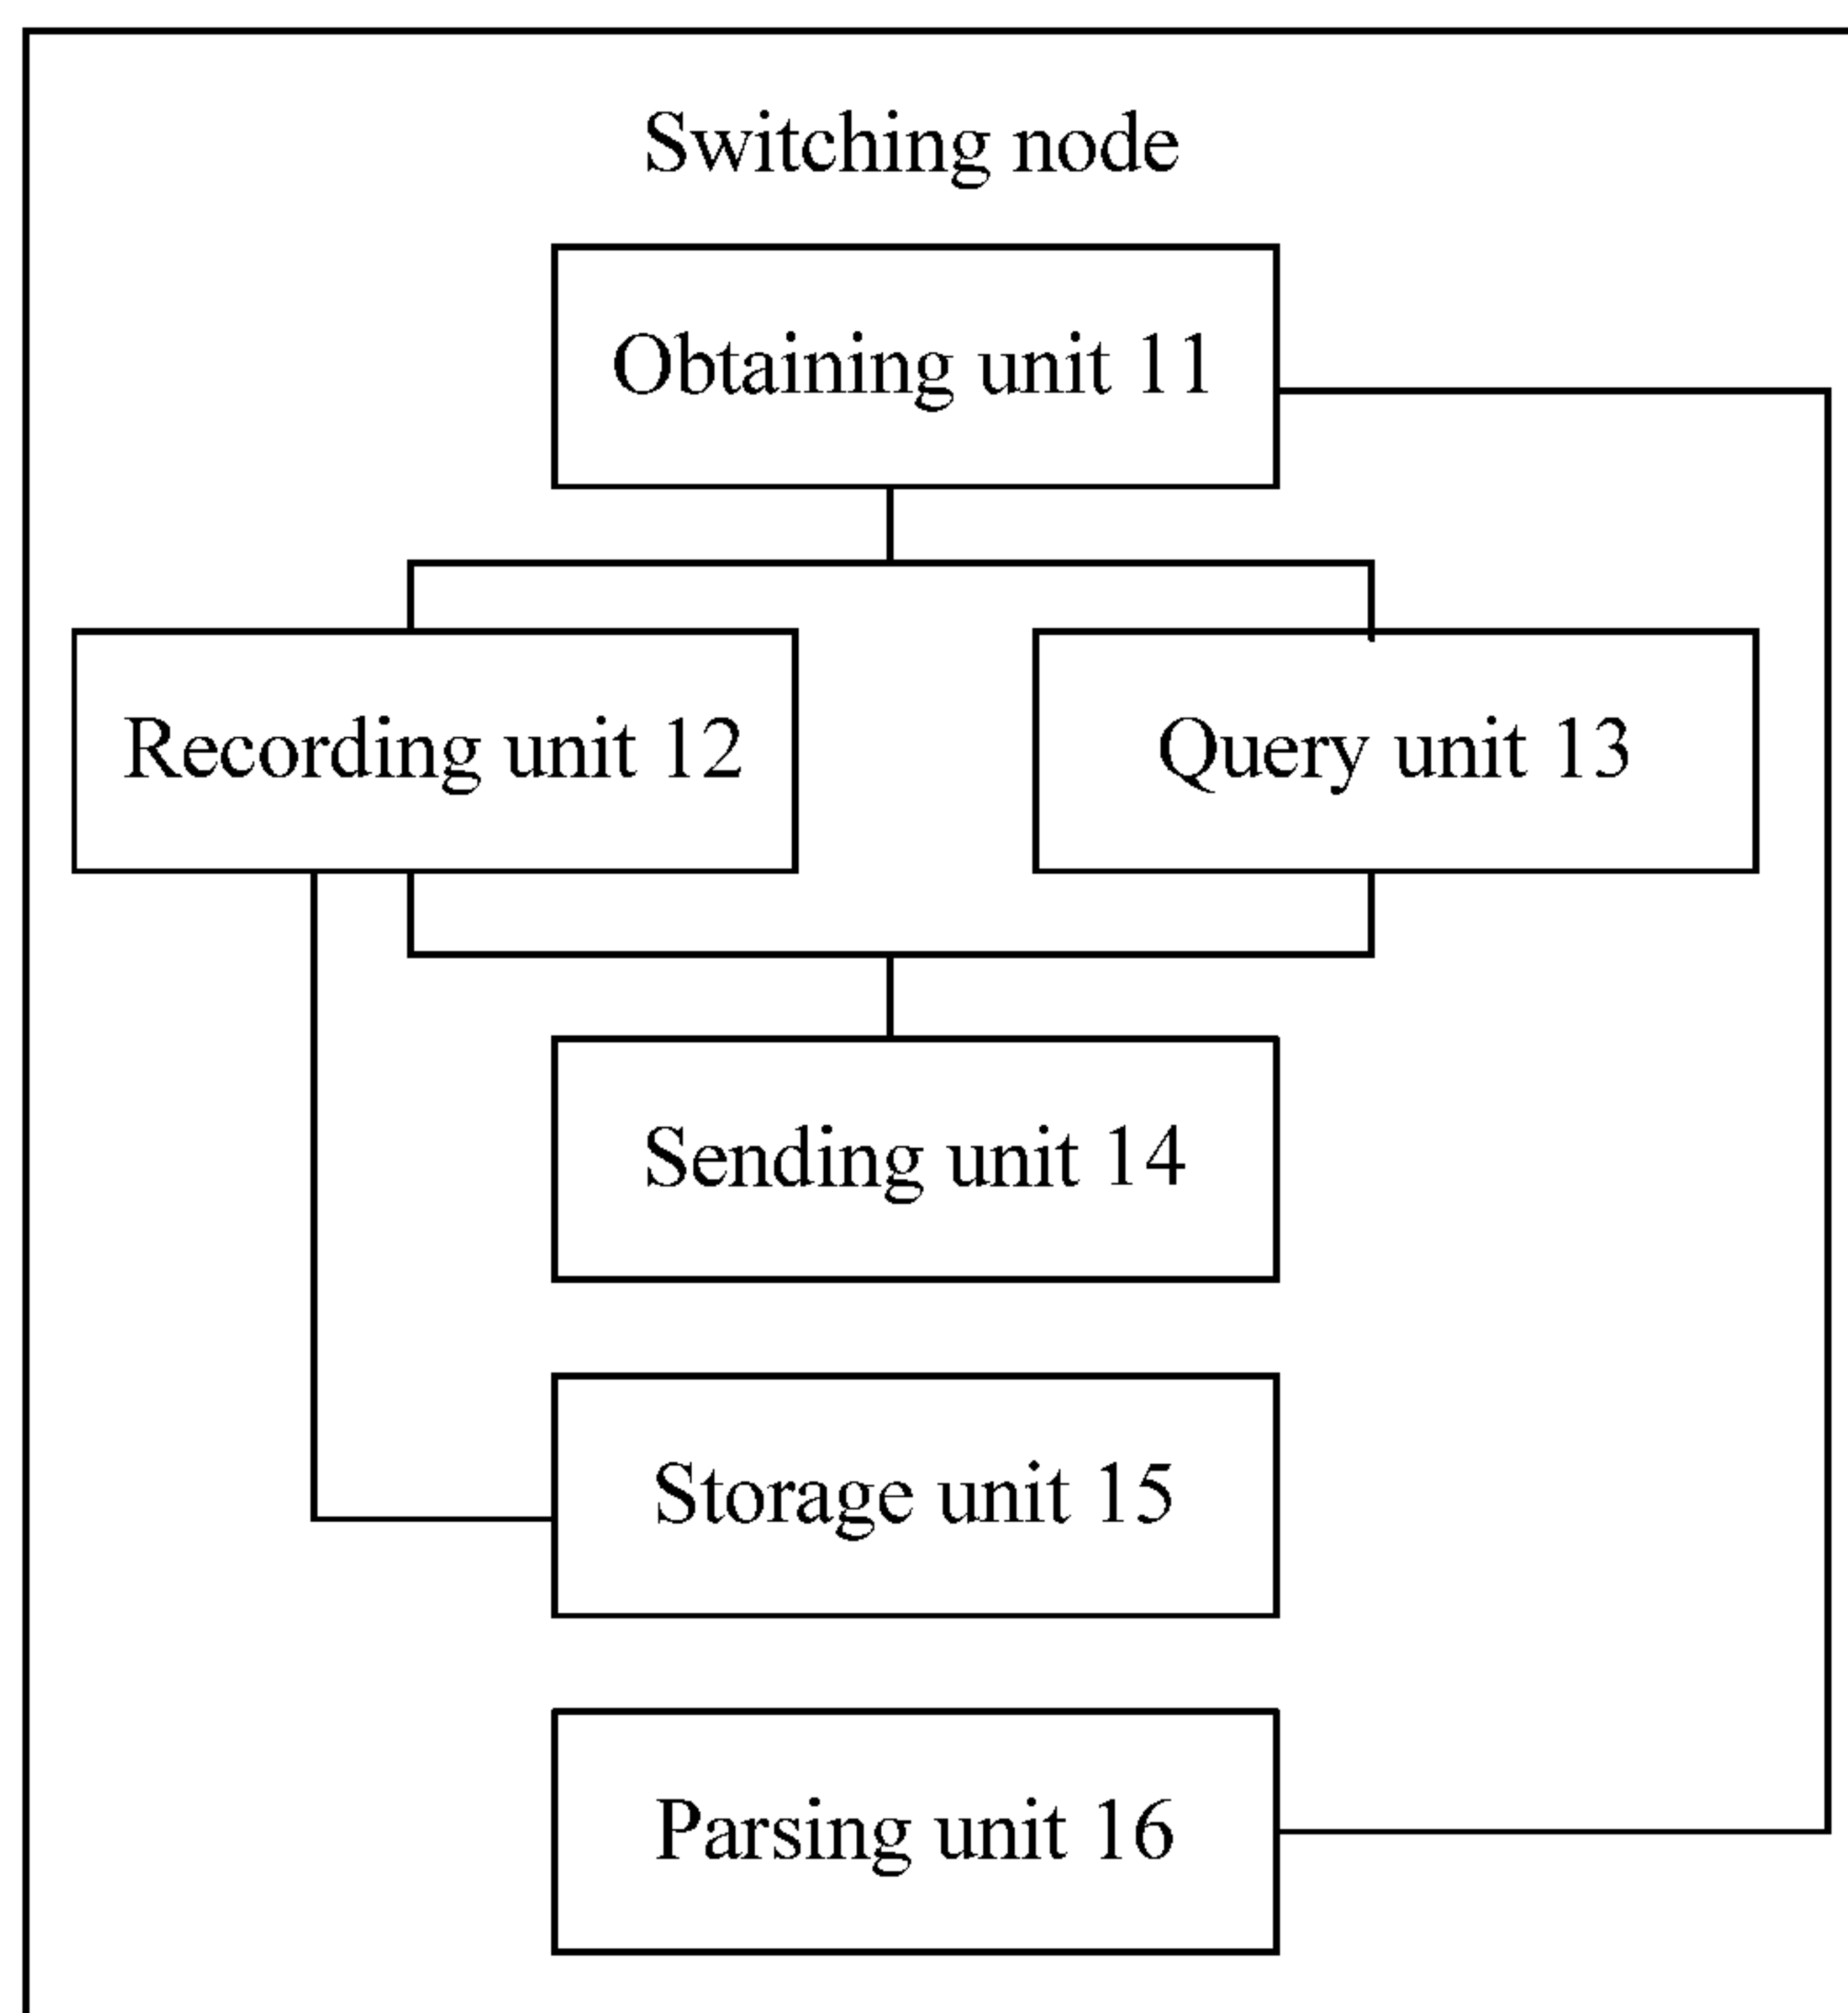 Switching node
Obtaining unit 11
Recording unit 12
Query unit 13
Sending unit 14
Storage unit 15
Parsing unit 16